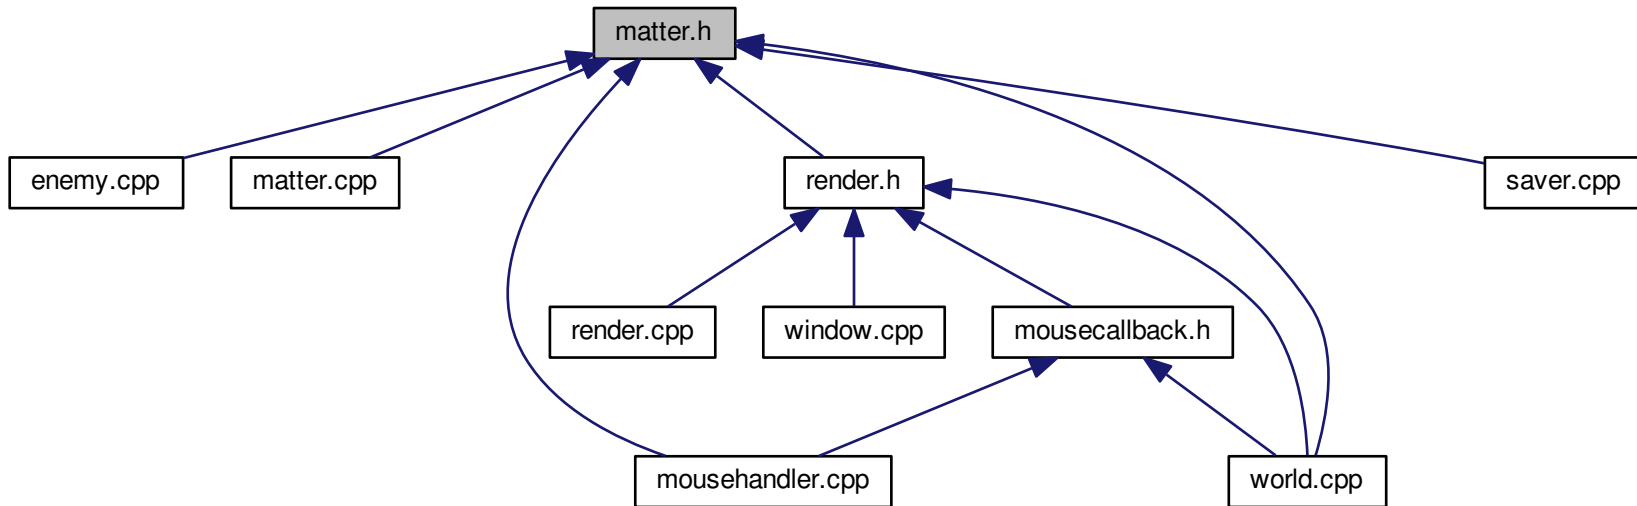 matter.h
enemy.cpp
matter.cpp
render.h
saver.cpp
render.cpp
window.cpp
mousecallback.h
mousehandler.cpp
world.cpp